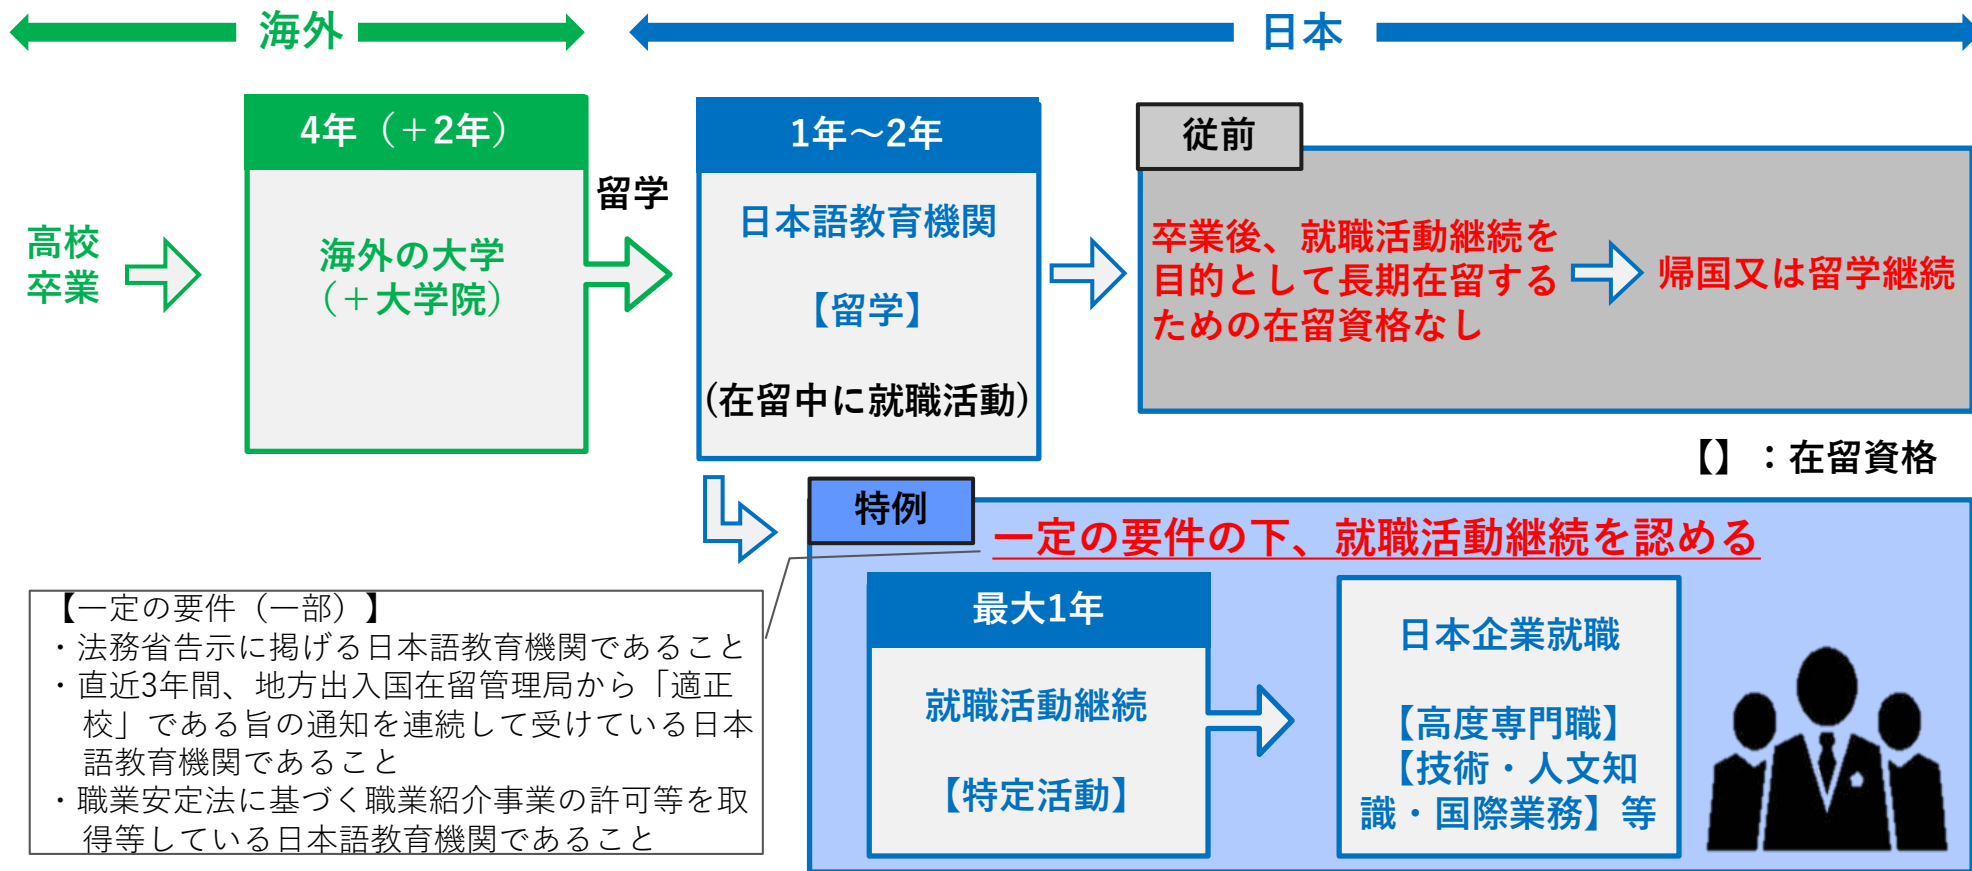 海外
日本
高校
卒業
4年（＋2年）
海外の大学
（＋大学院）
留学
1年～2年
日本語教育機関
【留学】
(在留中に就職活動)
従前
卒業後、就職活動継続を
目的として長期在留する
ための在留資格なし
帰国又は留学継続
【】：在留資格
特例
一定の要件の下、就職活動継続を認める
最大1年
就職活動継続
【特定活動】
日本企業就職
【高度専門職】
【技術・人文知
識・国際業務】等
【一定の要件（一部）】
・法務省告示に掲げる日本語教育機関であること
・直近3年間、地方出入国在留管理局から「適正
校」である旨の通知を連続して受けている日本
語教育機関であること
・職業安定法に基づく職業紹介事業の許可等を取
得等している日本語教育機関であること